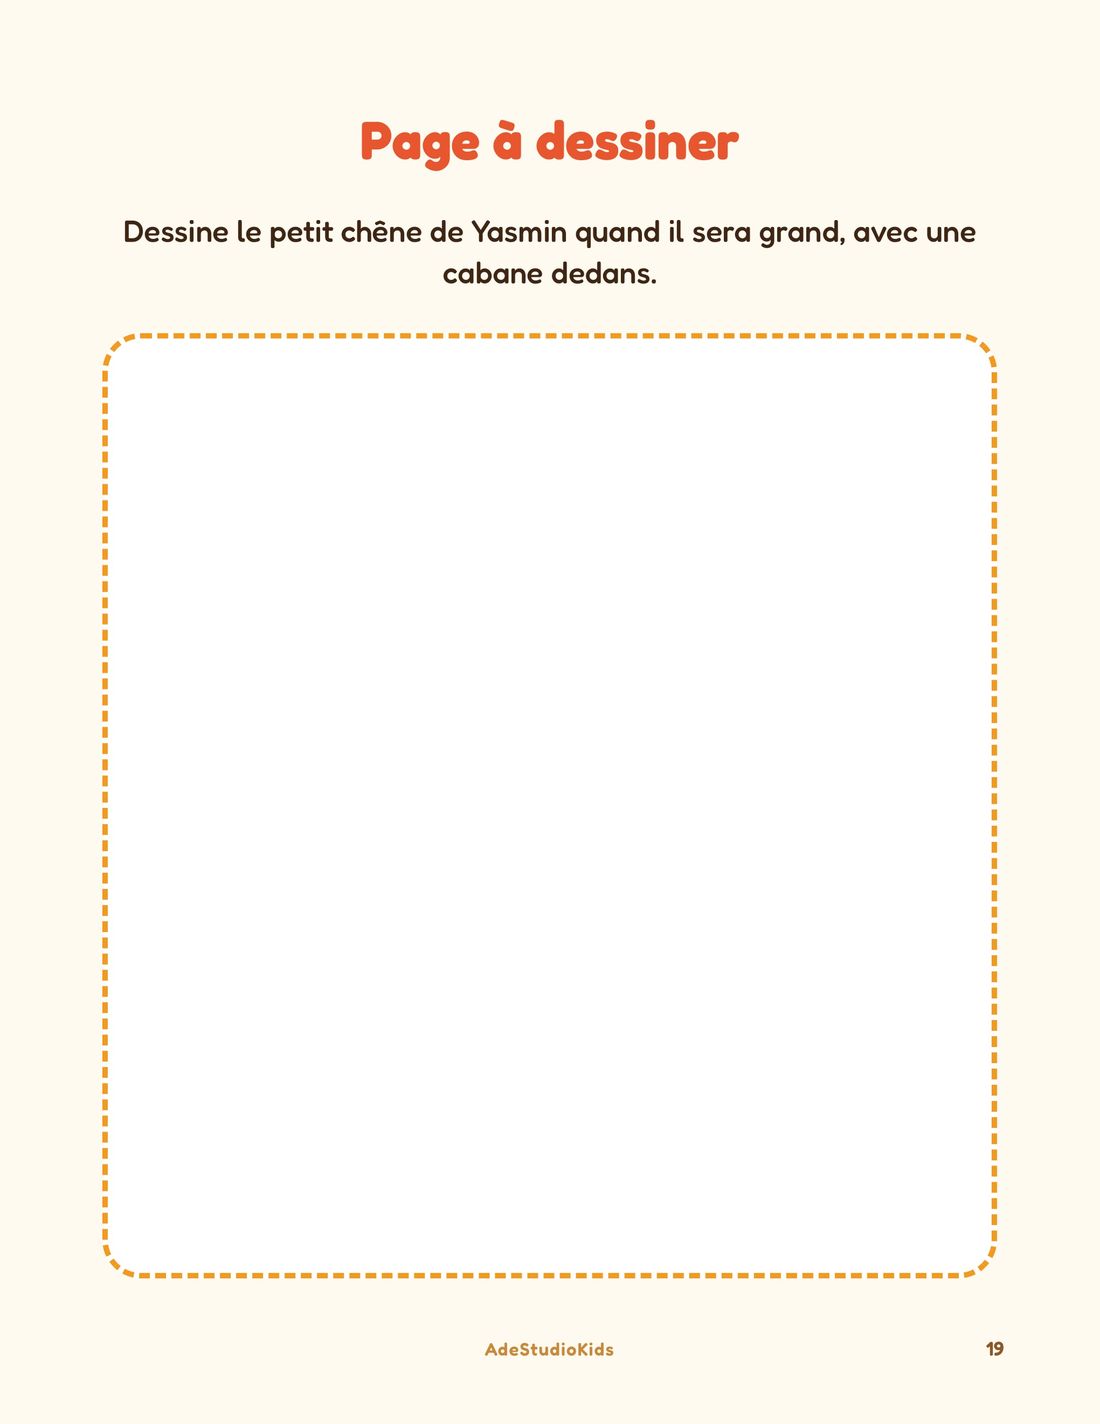 Page à dessiner
Dessine le petit chêne de Yasmin quand il sera grand, avec une
cabane dedans.
AdeStudioKids
19